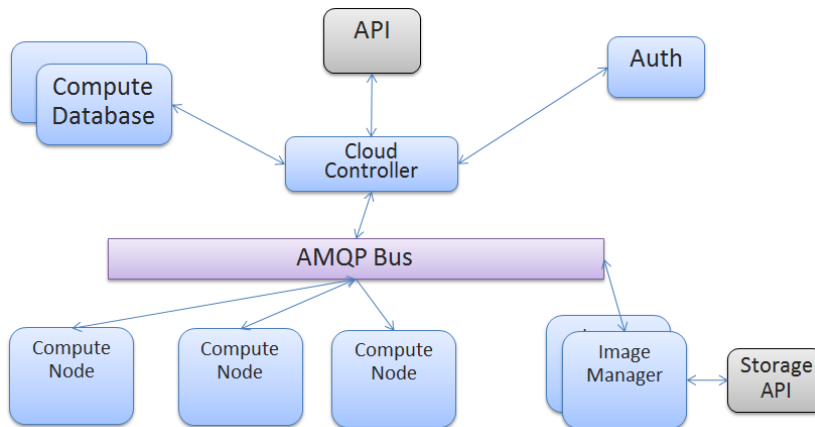 API
Auth
Compute
Database
Cloud
Controller
AMQP Bus
Compute
Node
Compute
Node
Compute
Node
Image
Manager
Storage
API